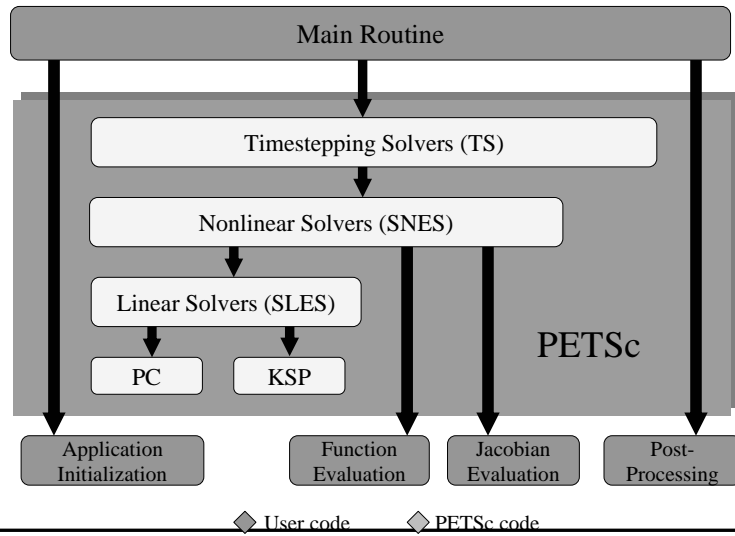 Main Routine
Timestepping Solvers (TS)
Nonlinear Solvers (SNES)
Linear Solvers (SLES)
PC
KSP
PETSc
Application
Initialization
Function
Evaluation
Jacobian
Evaluation
Post-
Processing
User code
PETSc code